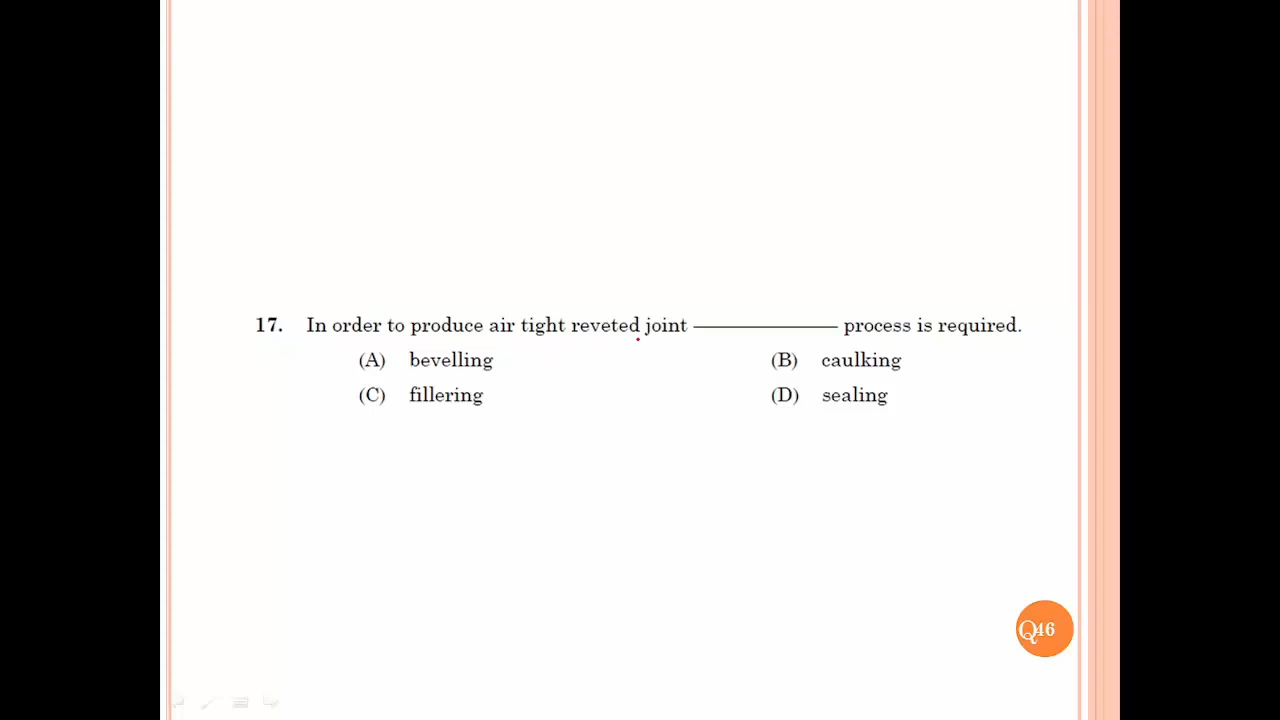 17. In order to produce air tight reveted joint ———————— process is required.
(A) bevelling (B) caulking
(C) fillering (D) sealing
Q46